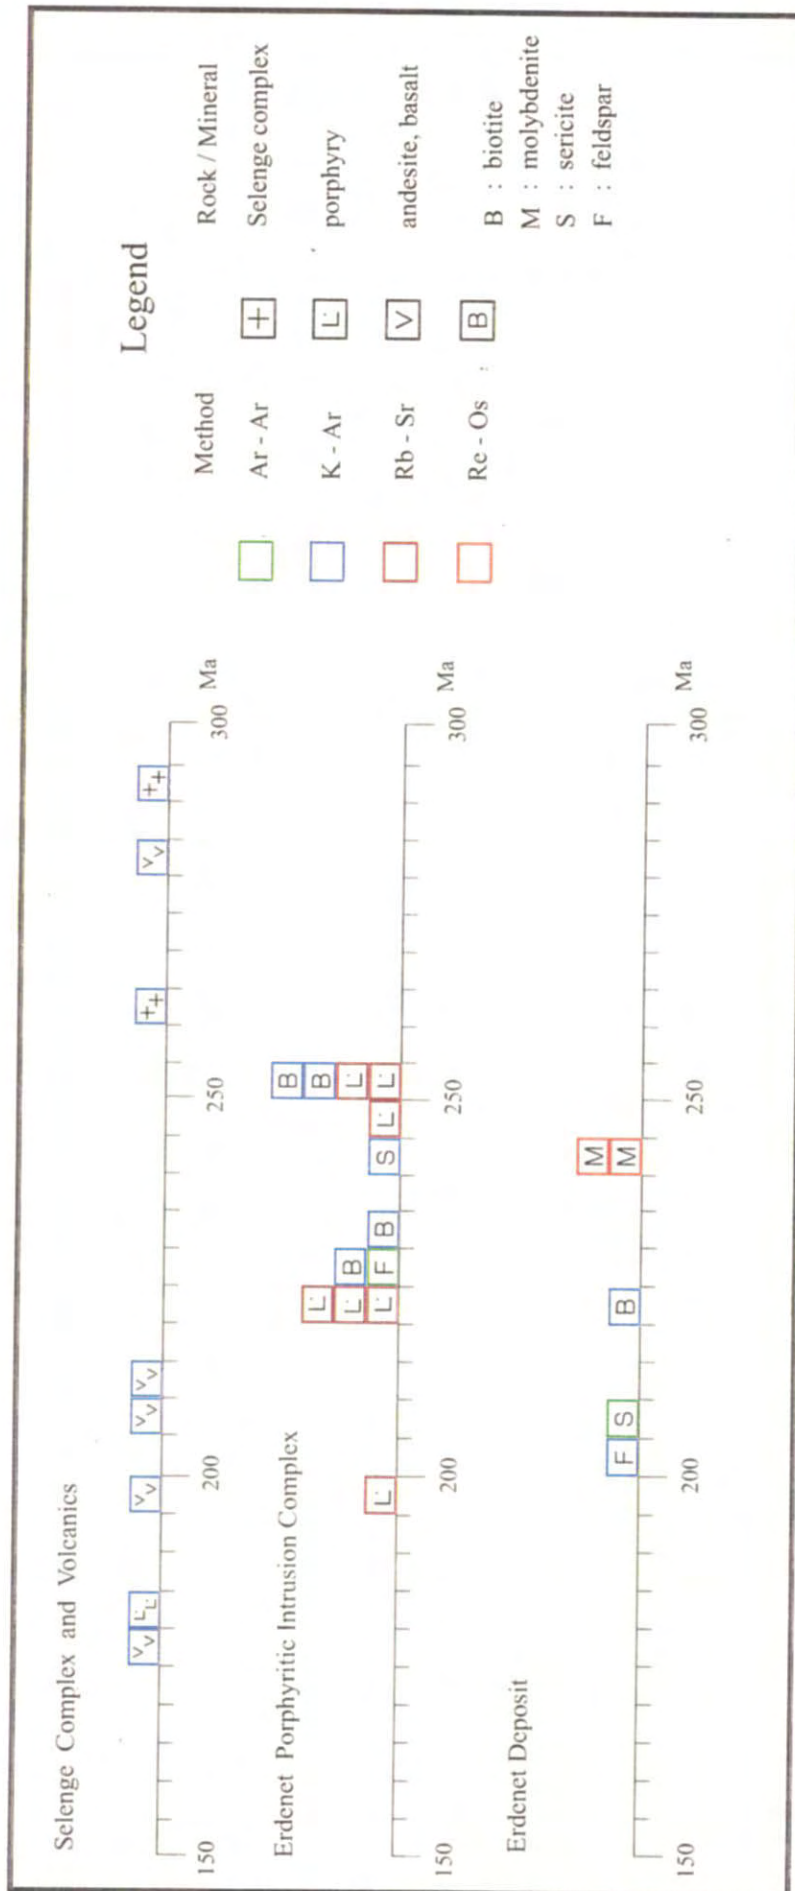 Selenge Complex and Volcanics
V V L L V V V V V V V V + + V V + +
150 200 250 300 Ma
Erdenet Porphyritic Intrusion Complex
B
L B B
L B L
L L F B S L L
150 200 250 300 Ma
Erdenet Deposit
M
F S B M
150 200 250 300 Ma
Legend
Method Rock / Mineral
Ar - Ar + Selenge complex
K - Ar L porphyry
Rb - Sr V andesite, basalt
Re - Os B B : biotite
M : molybdenite
S : sericite
F : feldspar